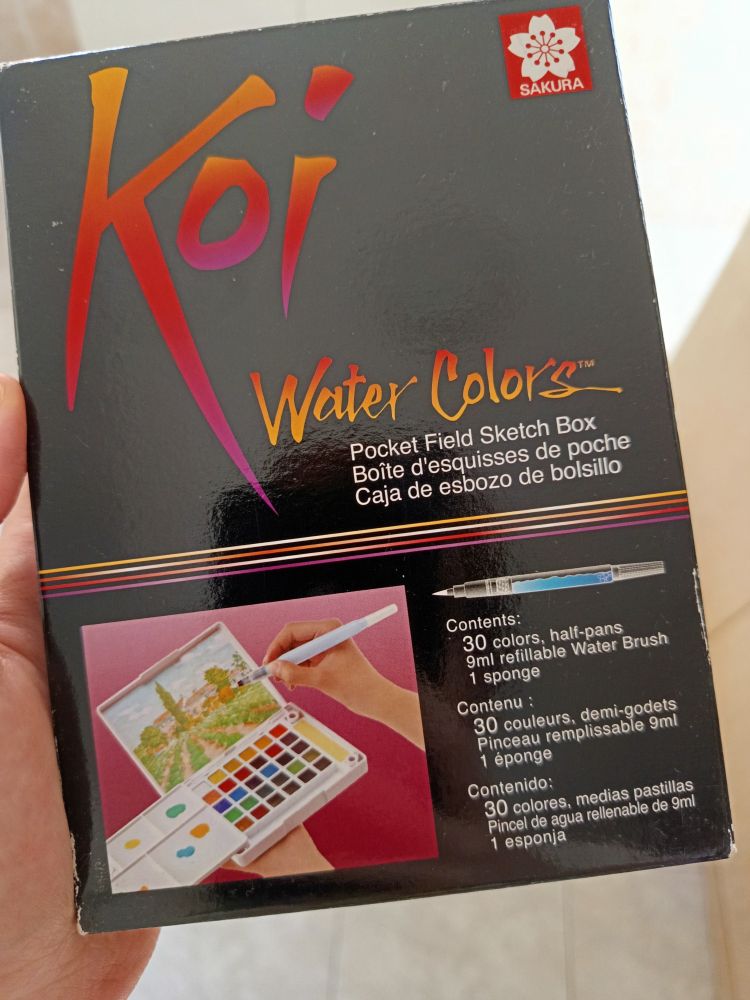 SAKURA
Koi
Water Colors™
Pocket Field Sketch Box
Boîte d'esquisses de poche
Caja de esbozo de bolsillo
Contents:
30 colors, half-pans
9ml refillable Water Brush
1 sponge
Contenu :
30 couleurs, demi-godets
Pinceau remplissable 9ml
1 éponge
Contenido:
30 colores, medias pastillas
Pincel de agua rellenable de 9ml
1 esponja